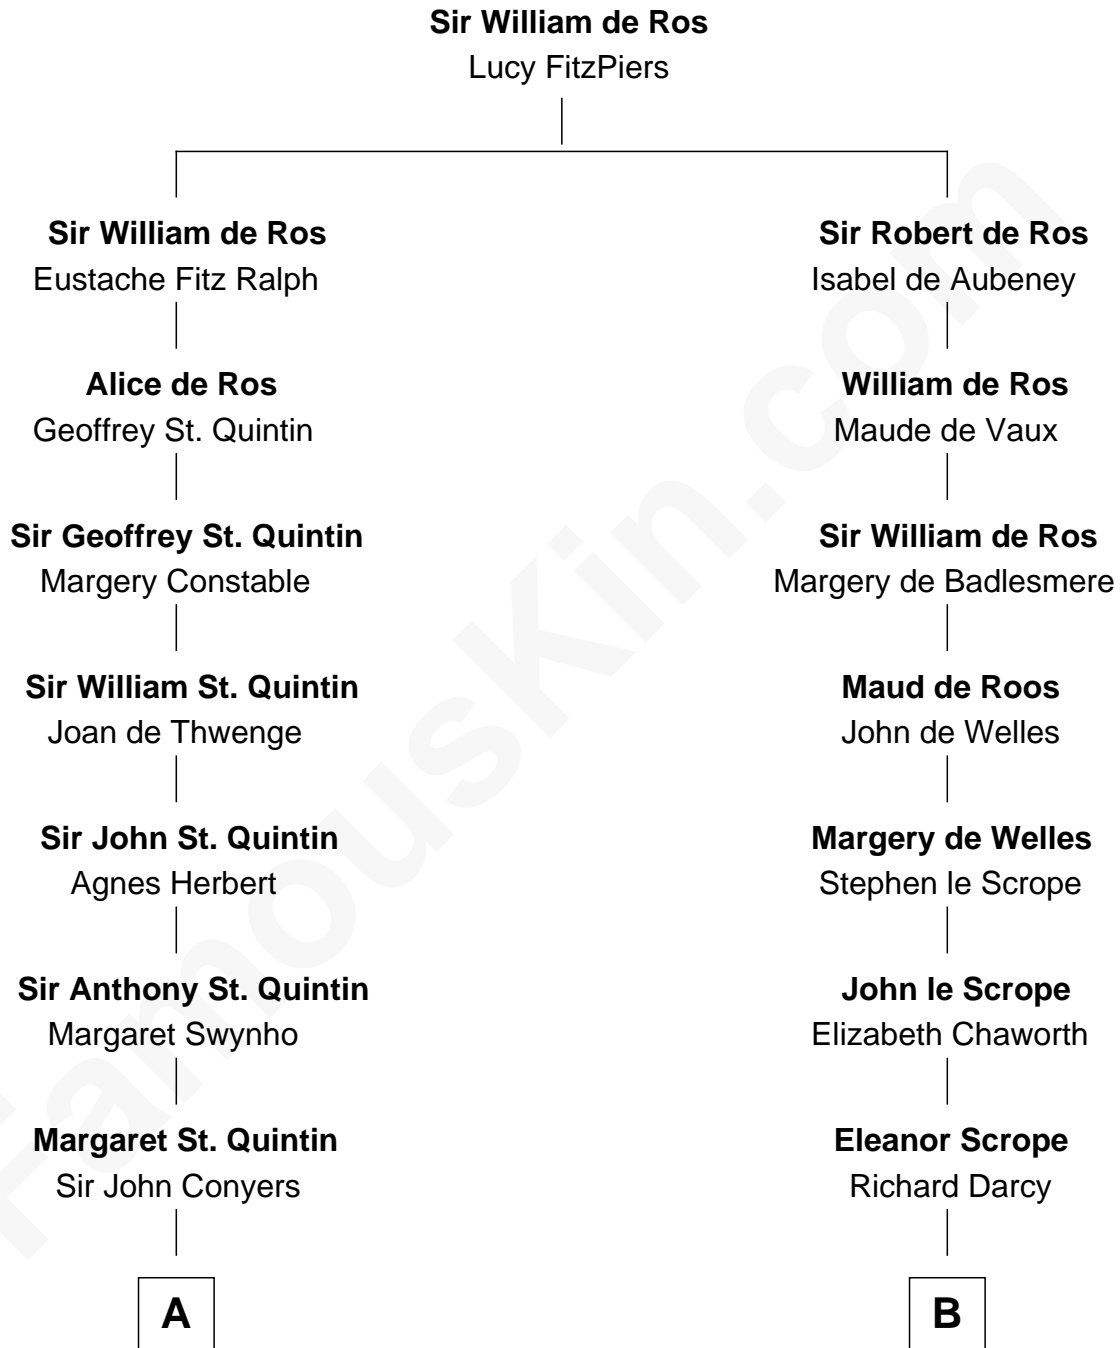 Sir William de Ros
Lucy FitzPiers
Sir William de Ros
Eustache Fitz Ralph
Sir Robert de Ros
Isabel de Aubeney
Alice de Ros
Geoffrey St. Quintin
William de Ros
Maude de Vaux
Sir Geoffrey St. Quintin
Margery Constable
Sir William de Ros
Margery de Badlesmere
Sir William St. Quintin
Joan de Thwenge
Maud de Roos
John de Welles
Sir John St. Quintin
Agnes Herbert
Margery de Welles
Stephen le Scrope
Sir Anthony St. Quintin
Margaret Swynho
John le Scrope
Elizabeth Chaworth
Margaret St. Quintin
Sir John Conyers
Eleanor Scrope
Richard Darcy
A
B
FamousKin.com